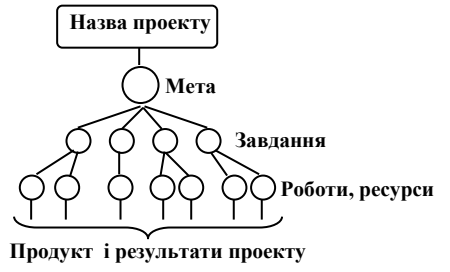 Назва проекту
Мета
Завдання
Роботи, ресурси
Продукт і результати проекту